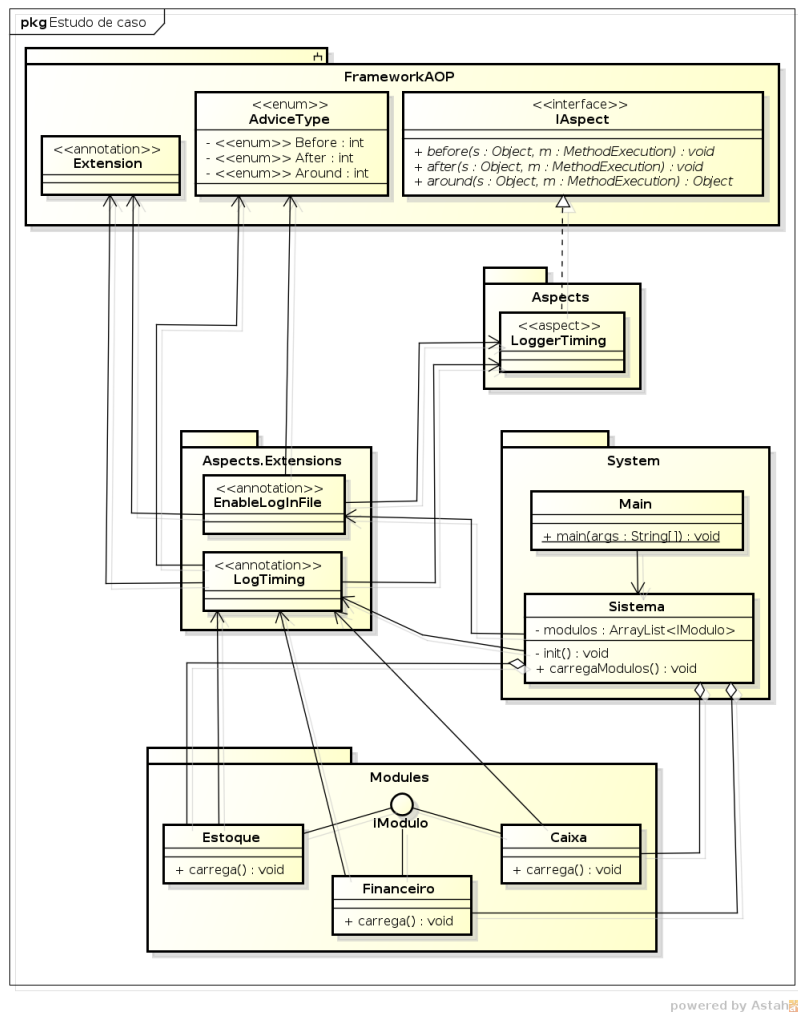 pkg Estudo de caso
FrameworkAOP
<<annotation>>
Extension
<<enum>>
AdviceType
- <<enum>> Before : int
- <<enum>> After : int
- <<enum>> Around : int
<<interface>>
IAspect
+ before(s : Object, m : MethodExecution) : void
+ after(s : Object, m : MethodExecution) : void
+ around(s : Object, m : MethodExecution) : Object
Aspects
<<aspect>>
LoggerTiming
Aspects.Extensions
<<annotation>>
EnableLogInFile
<<annotation>>
LogTiming
System
Main
+ main(args : String[]) : void
Sistema
- modulos : ArrayList<IModulo>
- init() : void
+ carregaModulos() : void
Modules
IModulo
Estoque
+ carrega() : void
Financeiro
+ carrega() : void
Caixa
+ carrega() : void
powered by Astah